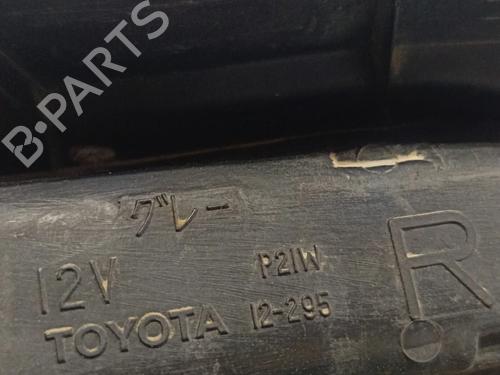 B-PARTS
グレー
12V P21W
TOYOTA 12-295
R